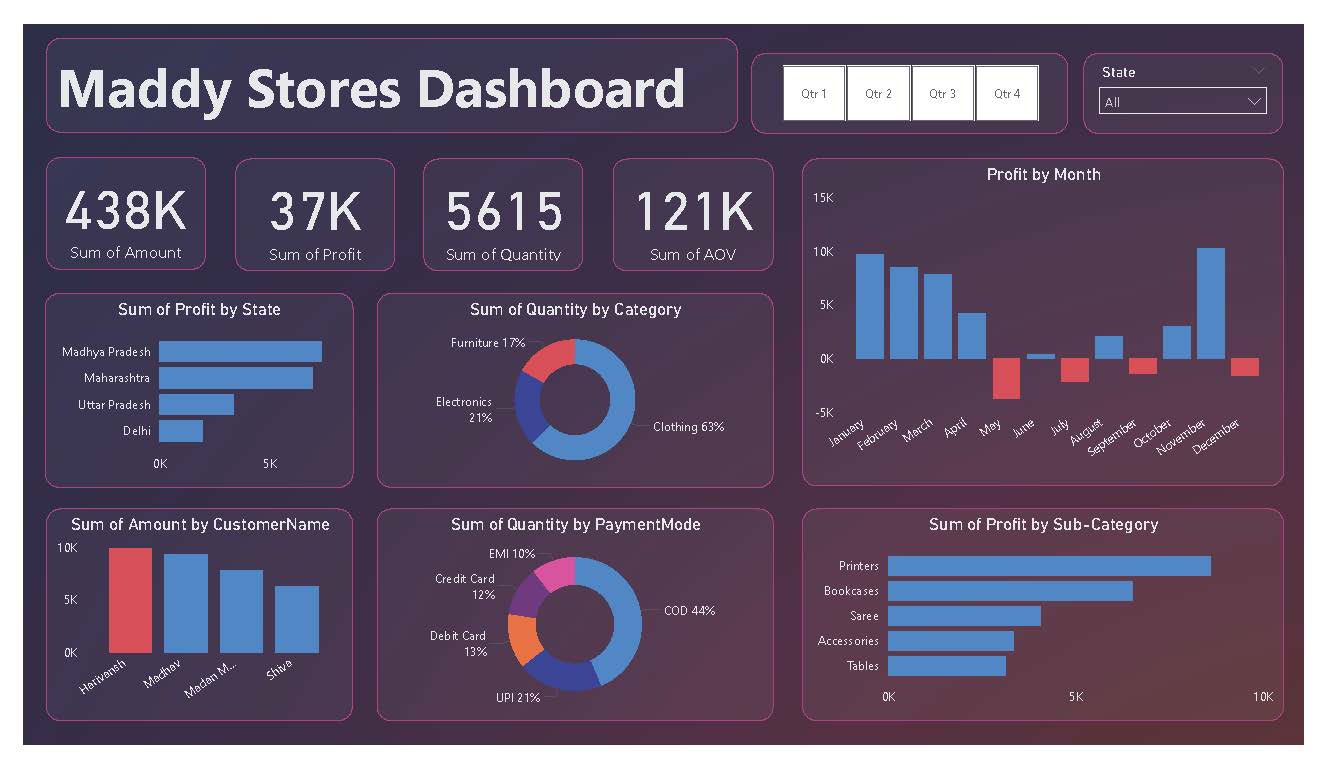 Maddy Stores Dashboard
Qtr 1 Qtr 2 Qtr 3 Qtr 4
State
All
438K
Sum of Amount
37K
Sum of Profit
5615
Sum of Quantity
121K
Sum of AOV
Profit by Month
15K
10K
5K
0K
-5K
January February March April May June July August September October November December
Sum of Profit by State
Madhya Pradesh
Maharashtra
Uttar Pradesh
Delhi
0K 5K
Sum of Quantity by Category
Furniture 17%
Electronics
21%
Clothing 63%
Sum of Amount by CustomerName
10K
5K
0K
Harivansh Madhav Madan M... Shiva
Sum of Quantity by PaymentMode
EMI 10%
Credit Card
12%
Debit Card
13%
UPI 21%
COD 44%
Sum of Profit by Sub-Category
Printers
Bookcases
Saree
Accessories
Tables
0K 5K 10K